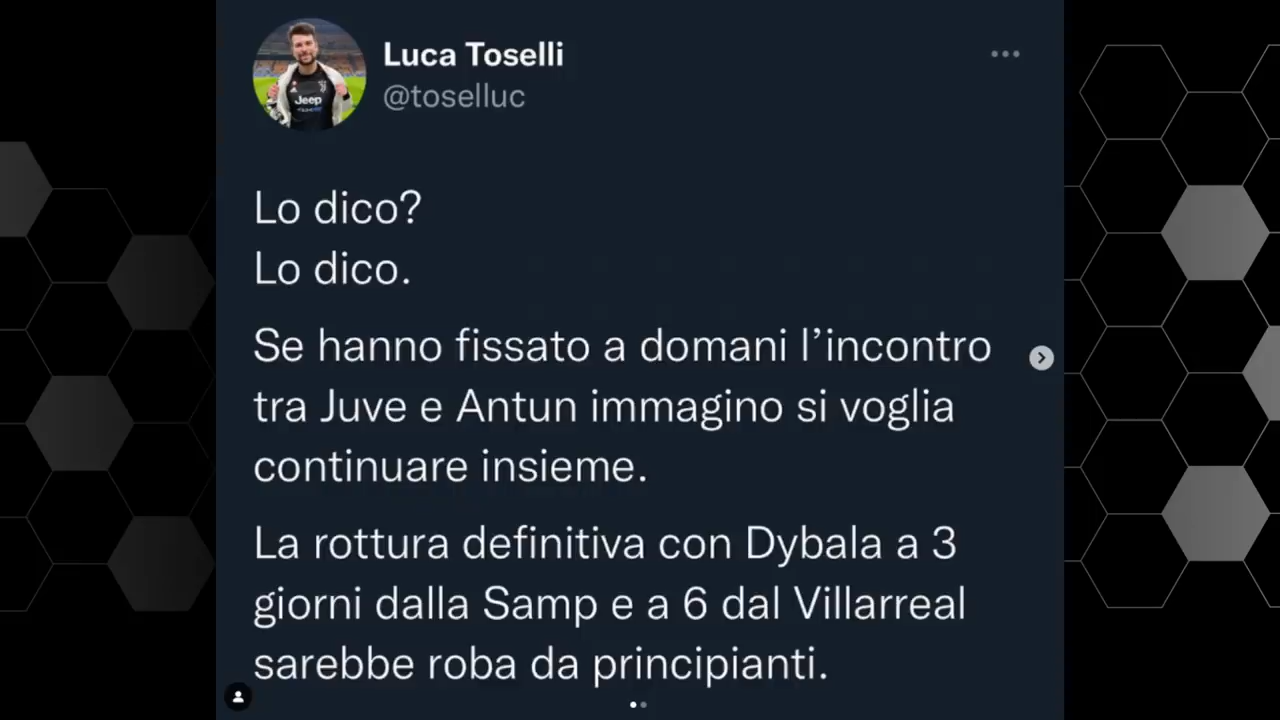 Luca Toselli
@toselluc
Jeep
Lo dico?
Lo dico.
Se hanno fissato a domani l’incontro
tra Juve e Antun immagino si voglia
continuare insieme.
La rottura definitiva con Dybala a 3
giorni dalla Samp e a 6 dal Villarreal
sarebbe roba da principianti.